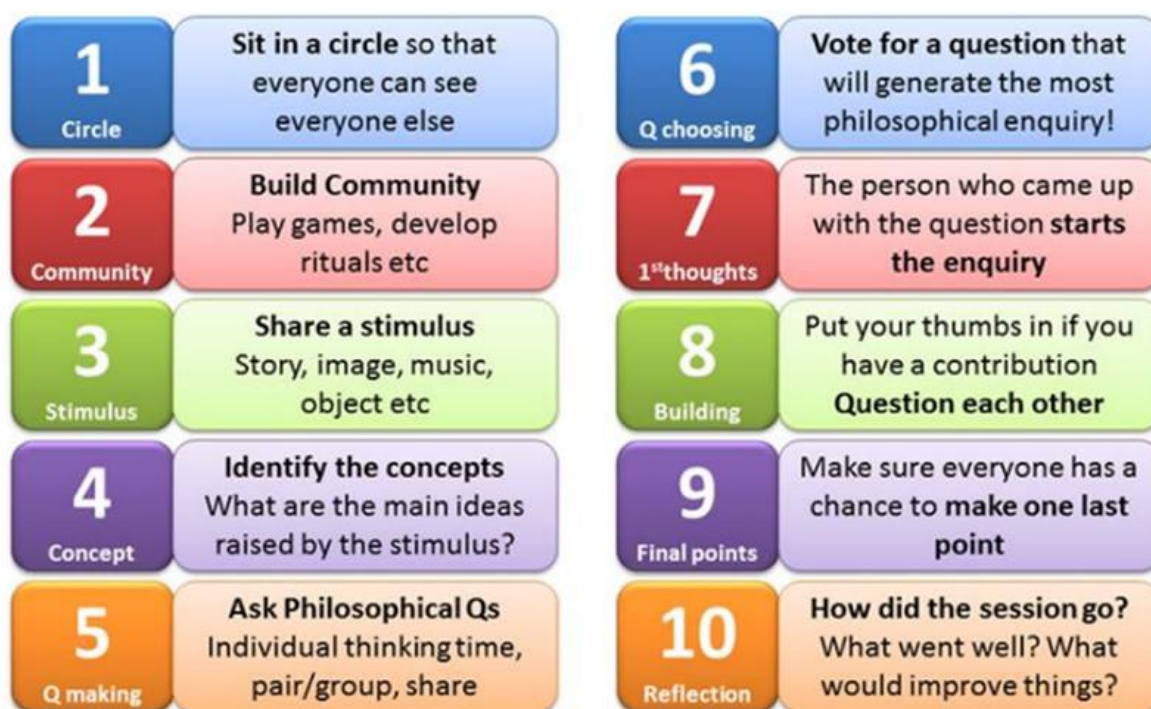 1
Circle
Sit in a circle so that
everyone can see
everyone else
2
Community
Build Community
Play games, develop
rituals etc
3
Stimulus
Share a stimulus
Story, image, music,
object etc
4
Concept
Identify the concepts
What are the main ideas
raised by the stimulus?
5
Q making
Ask Philosophical Qs
Individual thinking time,
pair/group, share
6
Q choosing
Vote for a question that
will generate the most
philosophical enquiry!
7
1st thoughts
The person who came up
with the question starts
the enquiry
8
Building
Put your thumbs in if you
have a contribution
Question each other
9
Final points
Make sure everyone has a
chance to make one last
point
10
Reflection
How did the session go?
What went well? What
would improve things?